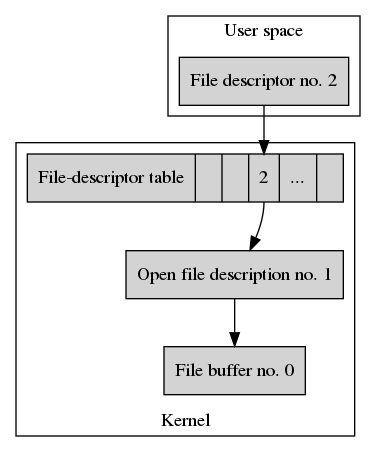 User space
File descriptor no. 2
File-descriptor table 2 ...
Open file description no. 1
File buffer no. 0
Kernel